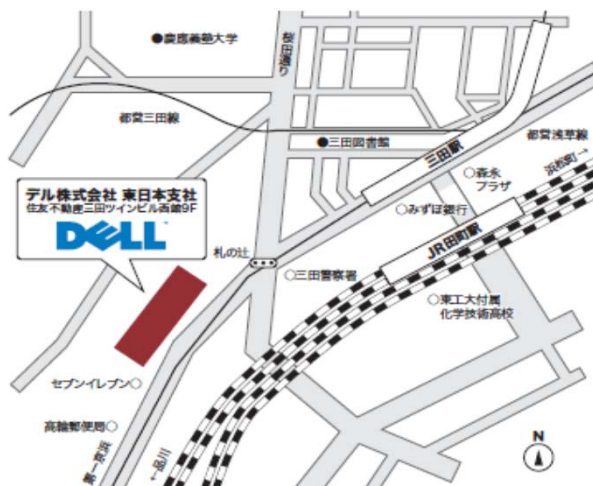 ●慶應義塾大学
桜田通り
都営三田線
●三田図書館
三田駅
都営浅草線
○森永
プラザ
浜松町→
○みずほ銀行
JR田町駅
デル株式会社 東日本支社
住友不動産三田ツインビル西館9F
DELL
札の辻
○三田警察署
○東工大付属
化学技術高校
セブンイレブン○
高輪郵便局○
第一京浜
←品川
N